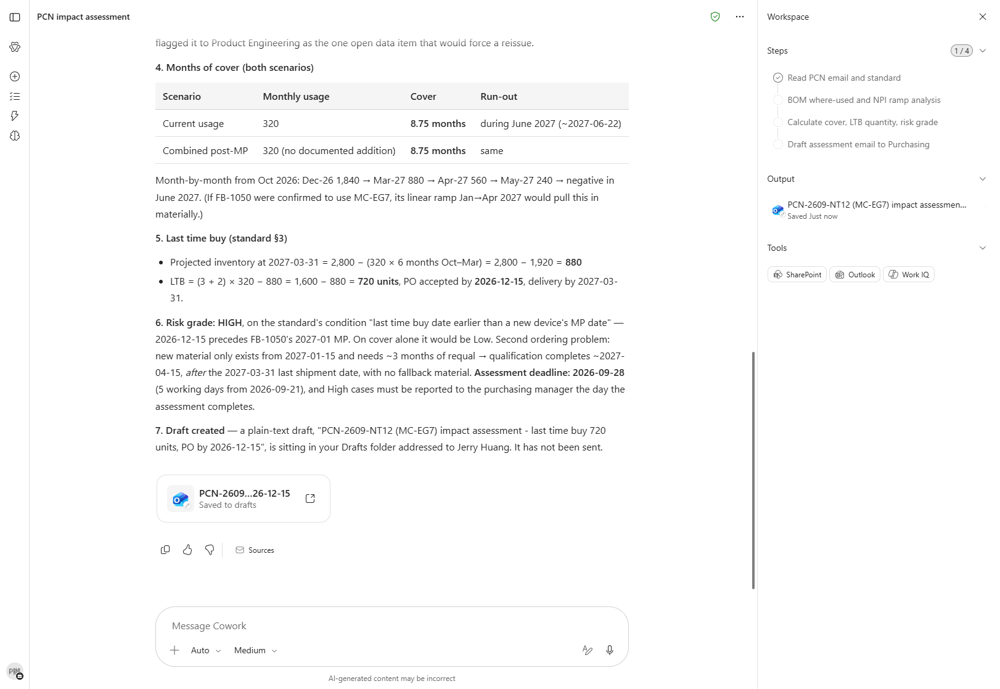 PCN impact assessment
flagged it to Product Engineering as the one open data item that would force a reissue.
4. Months of cover (both scenarios)
Scenario Monthly usage Cover Run-out
Current usage 320 8.75 months during June 2027 (~2027-06-22)
Combined post-MP 320 (no documented addition) 8.75 months same
Month-by-month from Oct 2026: Dec-26 1,840 → Mar-27 880 → Apr-27 560 → May-27 240 → negative in
June 2027. (If FB-1050 were confirmed to use MC-EG7, its linear ramp Jan→Apr 2027 would pull this in
materially.)
5. Last time buy (standard §3)
• Projected inventory at 2027-03-31 = 2,800 − (320 × 6 months Oct–Mar) = 2,800 − 1,920 = 880
• LTB = (3 + 2) × 320 − 880 = 1,600 − 880 = 720 units, PO accepted by 2026-12-15, delivery by 2027-03-
31.
6. Risk grade: HIGH, on the standard's condition "last time buy date earlier than a new device's MP date" —
2026-12-15 precedes FB-1050's 2027-01 MP. On cover alone it would be Low. Second ordering problem:
new material only exists from 2027-01-15 and needs ~3 months of requal → qualification completes ~2027-
04-15, after the 2027-03-31 last shipment date, with no fallback material. Assessment deadline: 2026-09-28
(5 working days from 2026-09-21), and High cases must be reported to the purchasing manager the day the
assessment completes.
7. Draft created — a plain-text draft, "PCN-2609-NT12 (MC-EG7) impact assessment - last time buy 720
units, PO by 2026-12-15", is sitting in your Drafts folder addressed to Jerry Huang. It has not been sent.
PCN-2609...26-12-15
Saved to drafts
Sources
Message Cowork
Auto Medium
AI-generated content may be incorrect
Workspace
Steps 1 / 4
Read PCN email and standard
BOM where-used and NPI ramp analysis
Calculate cover, LTB quantity, risk grade
Draft assessment email to Purchasing
Output
PCN-2609-NT12 (MC-EG7) impact assessmen...
Saved Just now
Tools
SharePoint Outlook Work IQ